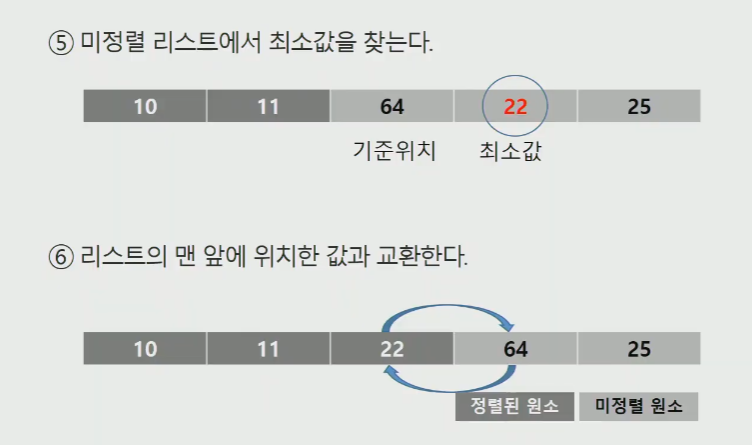 ⑤ 미정렬 리스트에서 최소값을 찾는다.
10 11 64 22 25
기준위치 최소값
⑥ 리스트의 맨 앞에 위치한 값과 교환한다.
10 11 22 64 25
정렬된 원소 미정렬 원소